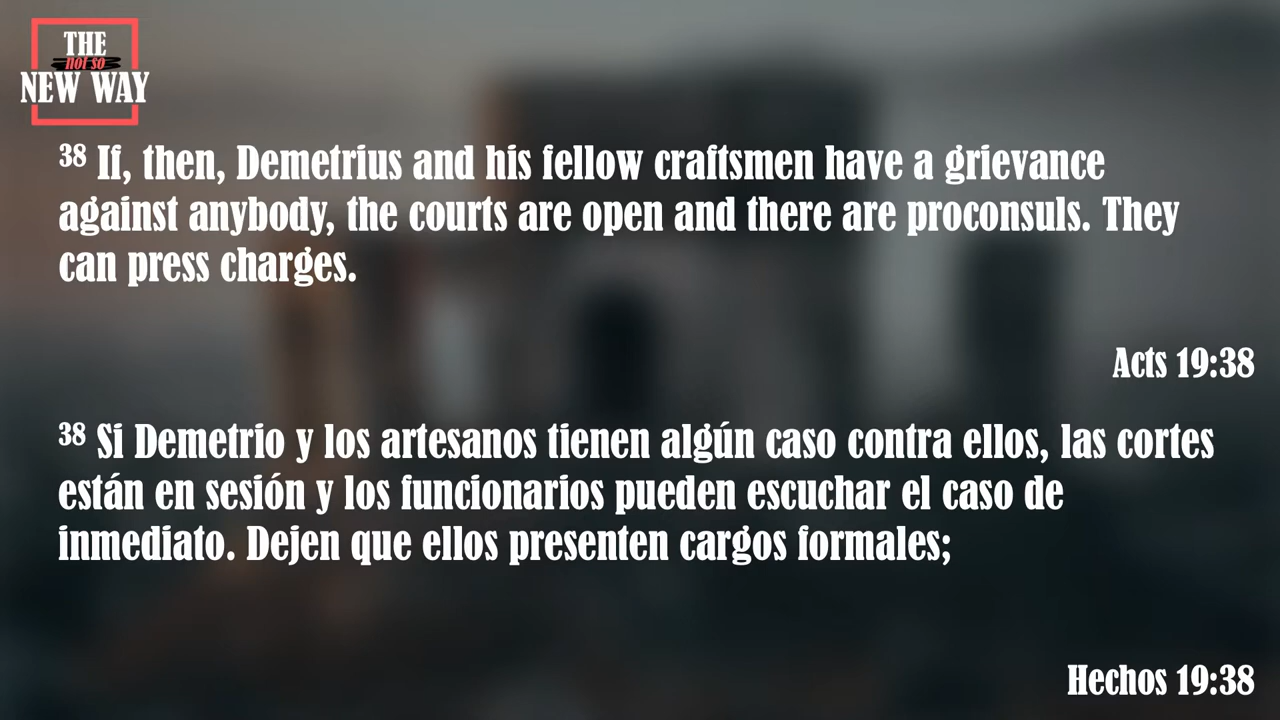 THE
not so
NEW WAY
38 If, then, Demetrius and his fellow craftsmen have a grievance
against anybody, the courts are open and there are proconsuls. They
can press charges.
Acts 19:38
38 Si Demetrio y los artesanos tienen algún caso contra ellos, las cortes
están en sesión y los funcionarios pueden escuchar el caso de
inmediato. Dejen que ellos presenten cargos formales;
Hechos 19:38